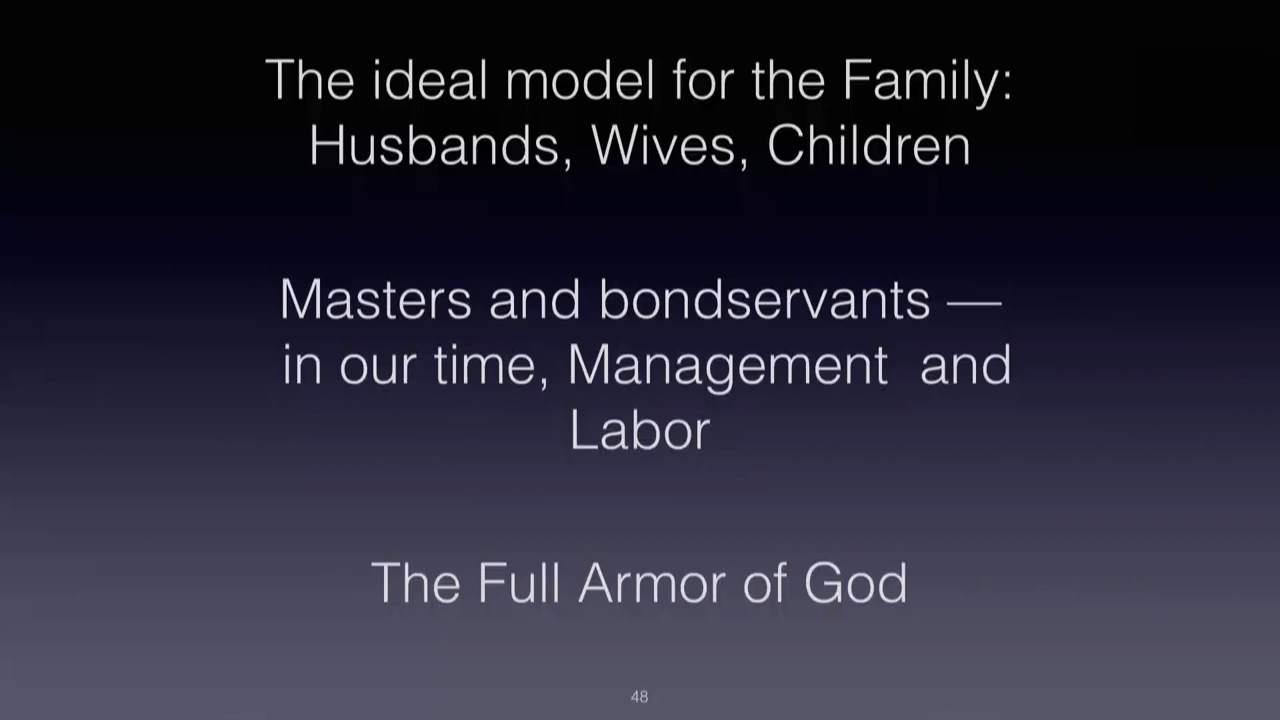 The ideal model for the Family:
Husbands, Wives, Children
Masters and bondservants —
in our time, Management  and
Labor
The Full Armor of God
48